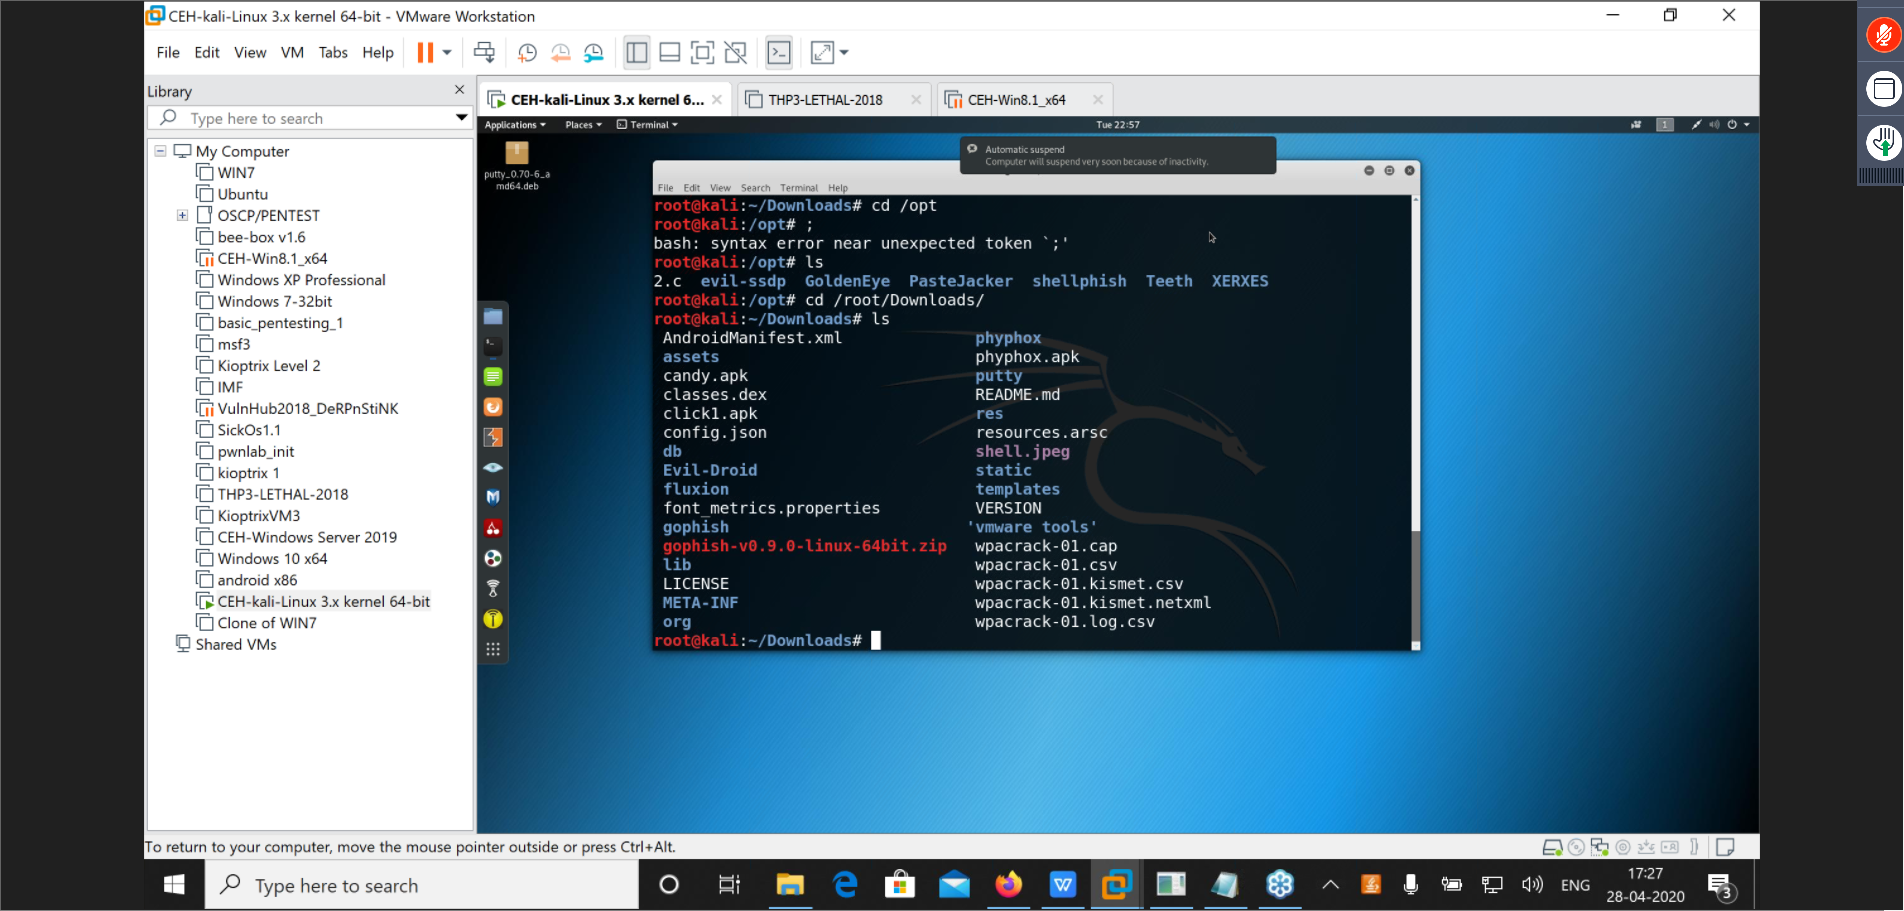 CEH-kali-Linux 3.x kernel 64-bit - VMware Workstation
File Edit View VM Tabs Help
Library
Type here to search
My Computer
WIN7
Ubuntu
OSCP/PENTEST
bee-box v1.6
CEH-Win8.1_x64
Windows XP Professional
Windows 7-32bit
basic_pentesting_1
msf3
Kioptrix Level 2
IMF
VulnHub2018_DeRPnStiNK
SickOs1.1
pwnlab_init
kioptrix 1
THP3-LETHAL-2018
KioptrixVM3
CEH-Windows Server 2019
Windows 10 x64
android x86
CEH-kali-Linux 3.x kernel 64-bit
Clone of WIN7
Shared VMs
CEH-kali-Linux 3.x kernel 6... THP3-LETHAL-2018 CEH-Win8.1_x64
Applications Places Terminal Tue 22:57 1
putty_0.70-6_a
md64.deb
Automatic suspend
Computer will suspend very soon because of inactivity.
File Edit View Search Terminal Help
root@kali:~/Downloads# cd /opt
root@kali:/opt# ;
bash: syntax error near unexpected token `;'
root@kali:/opt# ls
2.c evil-ssdp GoldenEye PasteJacker shellphish Teeth XERXES
root@kali:/opt# cd /root/Downloads/
root@kali:~/Downloads# ls
AndroidManifest.xml phyphox
assets phyphox.apk
candy.apk putty
classes.dex README.md
click1.apk res
config.json resources.arsc
db shell.jpeg
Evil-Droid static
fluxion templates
font_metrics.properties VERSION
gophish 'vmware tools'
gophish-v0.9.0-linux-64bit.zip wpacrack-01.cap
lib wpacrack-01.csv
LICENSE wpacrack-01.kismet.csv
META-INF wpacrack-01.kismet.netxml
org wpacrack-01.log.csv
root@kali:~/Downloads#
To return to your computer, move the mouse pointer outside or press Ctrl+Alt.
Type here to search
ENG
17:27
28-04-2020
3